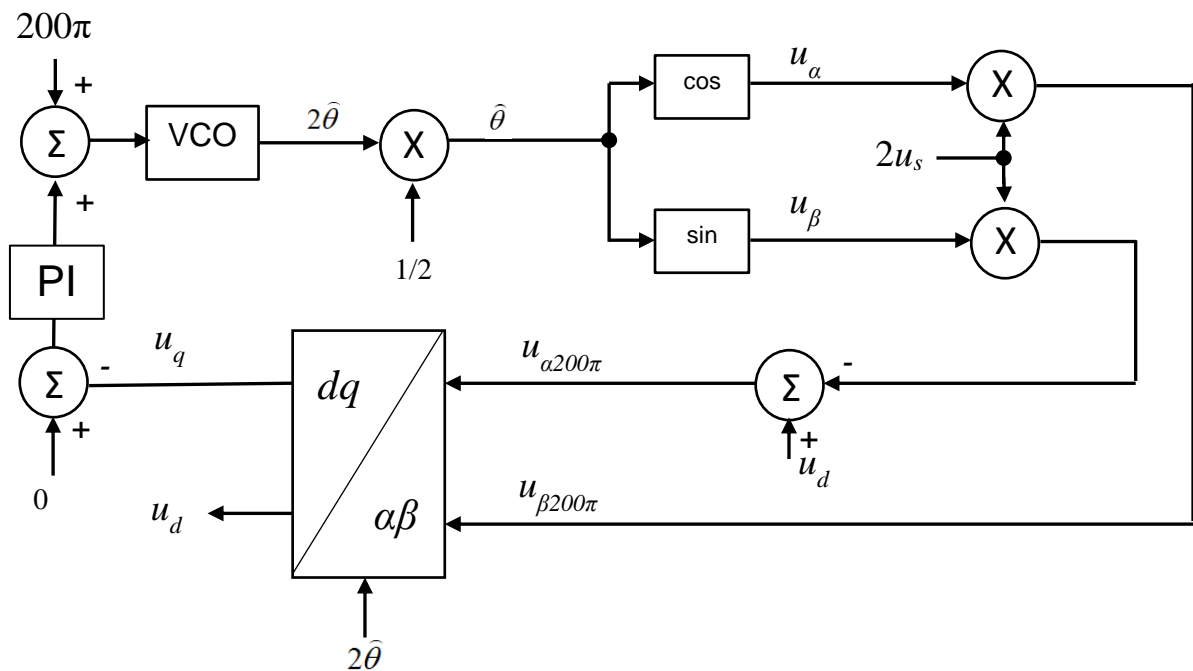 200π
+
Σ
VCO
2θ̂
X
θ̂
cos
u_α
X
2u_s
+
1/2
sin
u_β
X
PI
u_q
-
Σ
+
0
dq
αβ
u_d
2θ̂
u_α200π
Σ
-
+
u_d
u_β200π